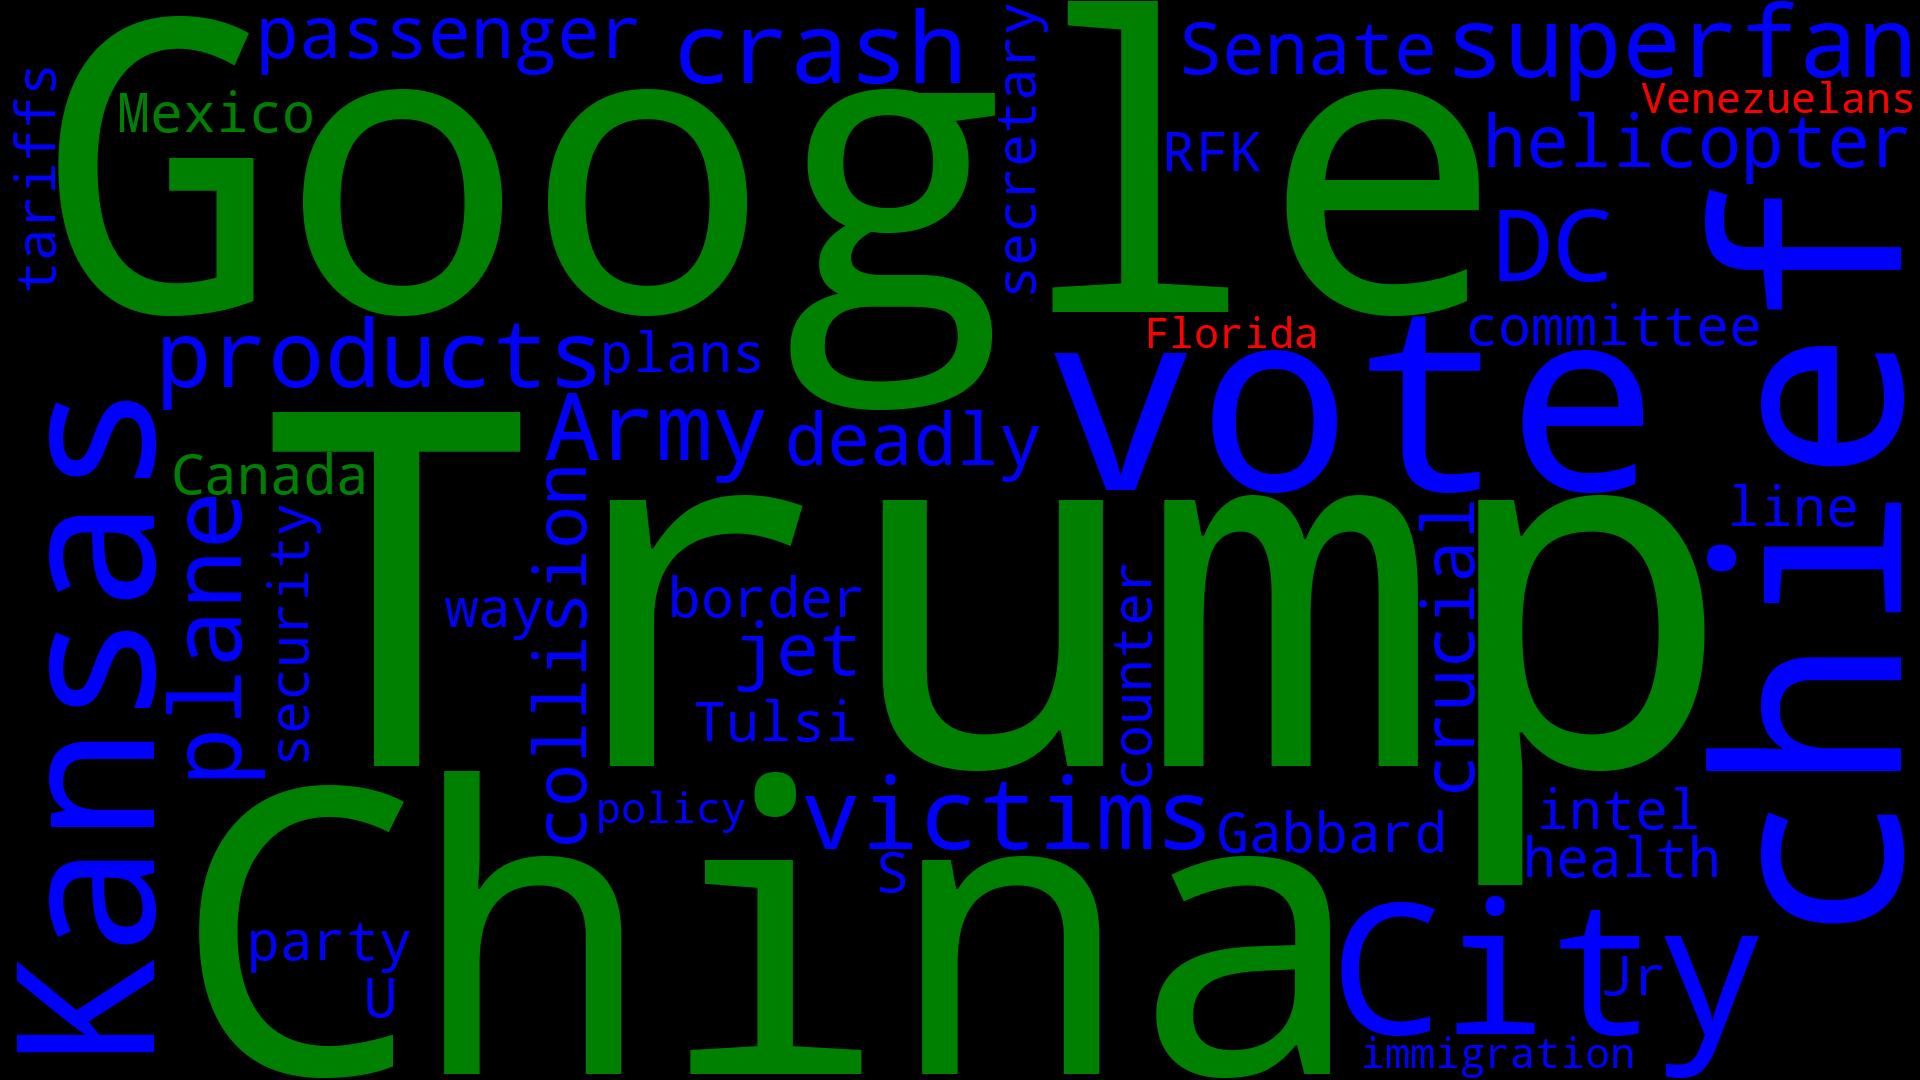 passenger
crash
secretary
Senate
superfan
tariffs
Google
Mexico
Venezuelans
RFK
helicopter
DC
chief
products
plans
Florida
vote
committee
Kansas
Army
deadly
Trump
Canada
plane
security
collision
way
border
jet
Tulsi
counter
crucial
line
China
policy
victims
Gabbard
intel
health
S
party
U
City
Jr
immigration